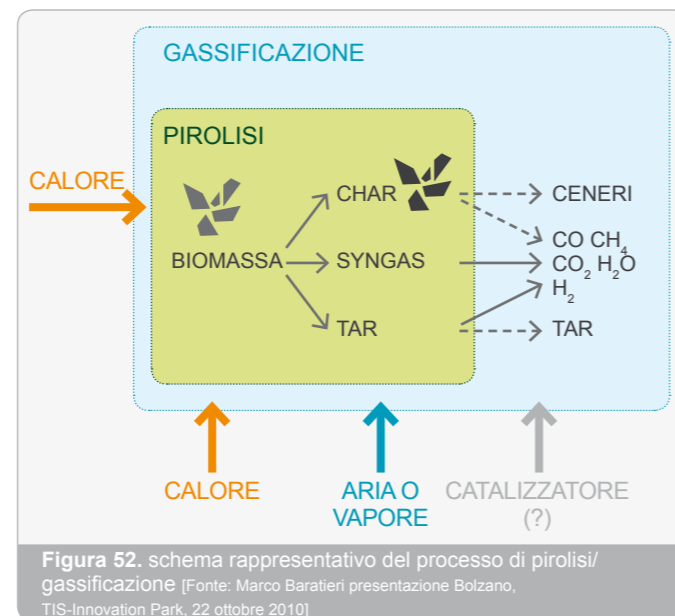 GASSIFICAZIONE
PIROLISI
CALORE
CHAR
CENERI
BIOMASSA
SYNGAS
CO CH₄
CO₂ H₂O
H₂
TAR
TAR
CALORE
ARIA O
VAPORE
CATALIZZATORE
(?)
Figura 52. schema rappresentativo del processo di pirolisi/
gassificazione [Fonte: Marco Baratieri presentazione Bolzano,
TIS-Innovation Park, 22 ottobre 2010]